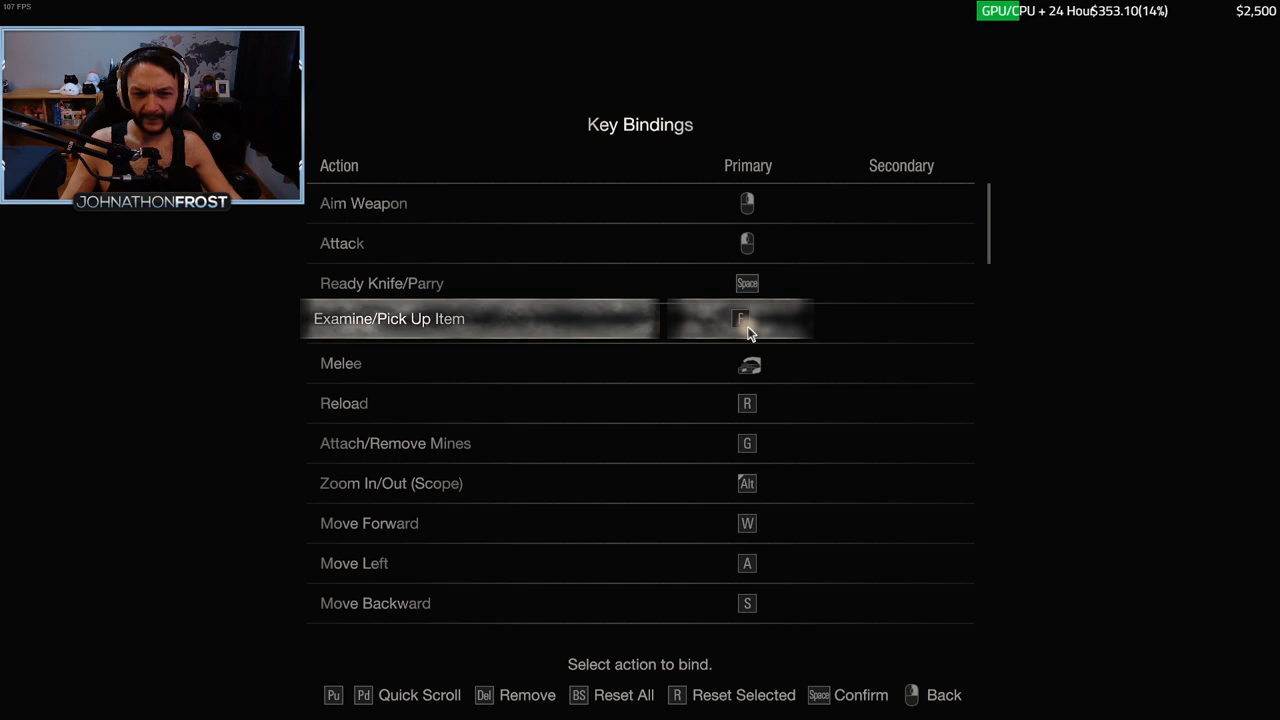 107 FPS
GPU/CPU + 24 Hour $353.10(14%) $2,500
JOHNATHONFROST
Key Bindings
Action Primary Secondary
Aim Weapon
Attack
Ready Knife/Parry Space
Examine/Pick Up Item F
Melee
Reload R
Attach/Remove Mines G
Zoom In/Out (Scope) Alt
Move Forward W
Move Left A
Move Backward S
Select action to bind.
Pu Pd Quick Scroll Del Remove BS Reset All R Reset Selected Space Confirm Back